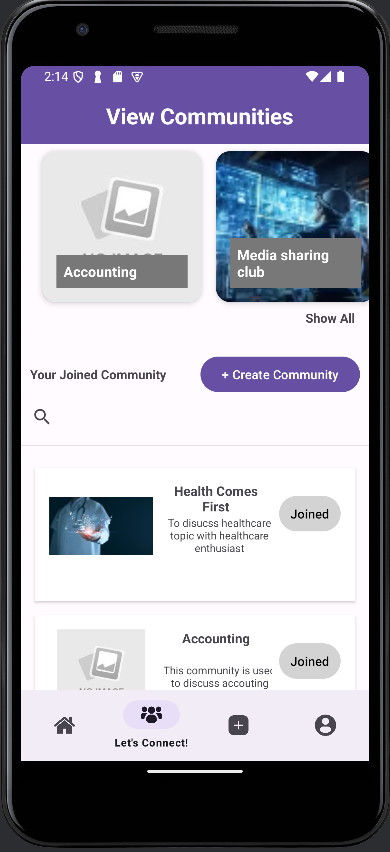 2:14
View Communities
Accounting
Media sharing
club
Show All
Your Joined Community
+ Create Community
Health Comes
First
To disucss healthcare
topic with healthcare
enthusiast
Joined
Accounting
This community is used
to discuss accouting
Joined
Let's Connect!